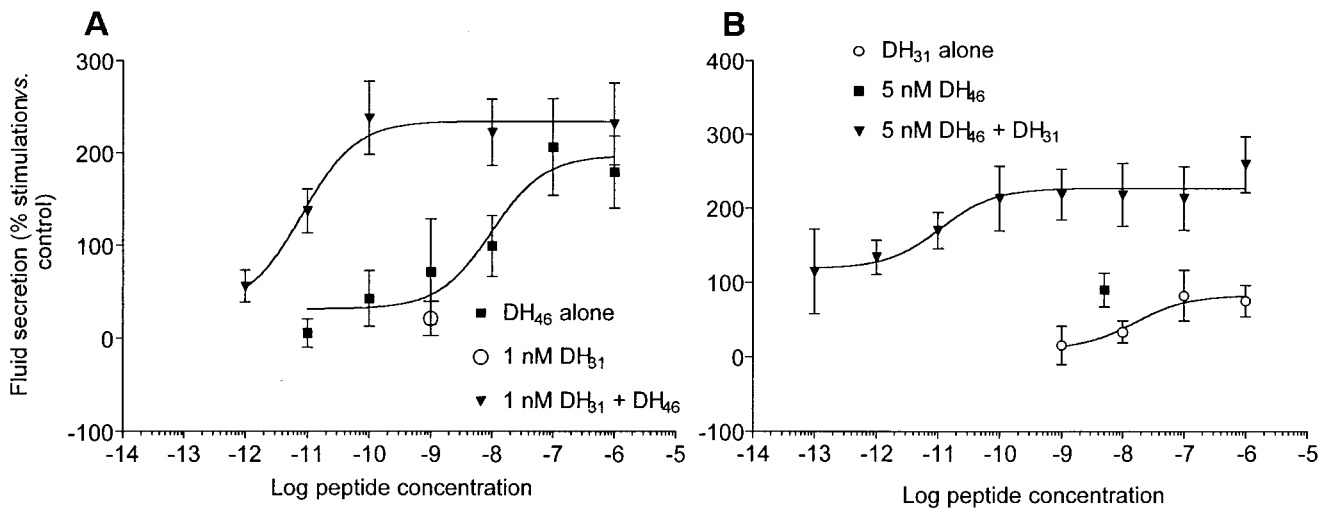 A
B
Fluid secretion (% stimulationvs.
control)
300
200
100
0
-100
-14 -13 -12 -11 -10 -9 -8 -7 -6 -5
Log peptide concentration
DH46 alone
1 nM DH31
1 nM DH31 + DH46
400
300
200
100
0
-100
-14 -13 -12 -11 -10 -9 -8 -7 -6 -5
Log peptide concentration
DH31 alone
5 nM DH46
5 nM DH46 + DH31